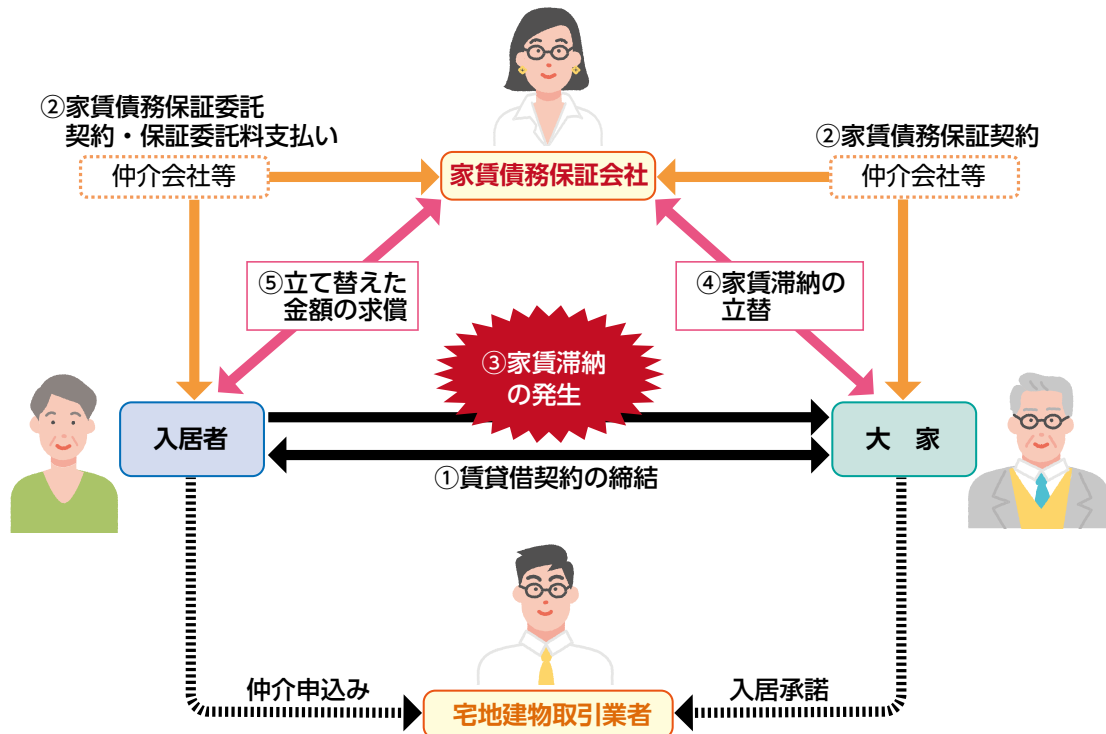 ②家賃債務保証委託
契約・保証委託料支払い
仲介会社等
家賃債務保証会社
②家賃債務保証契約
仲介会社等
⑤立て替えた
金額の求償
④家賃滞納の
立替
③家賃滞納
の発生
入居者
大 家
①賃貸借契約の締結
仲介申込み
入居承諾
宅地建物取引業者